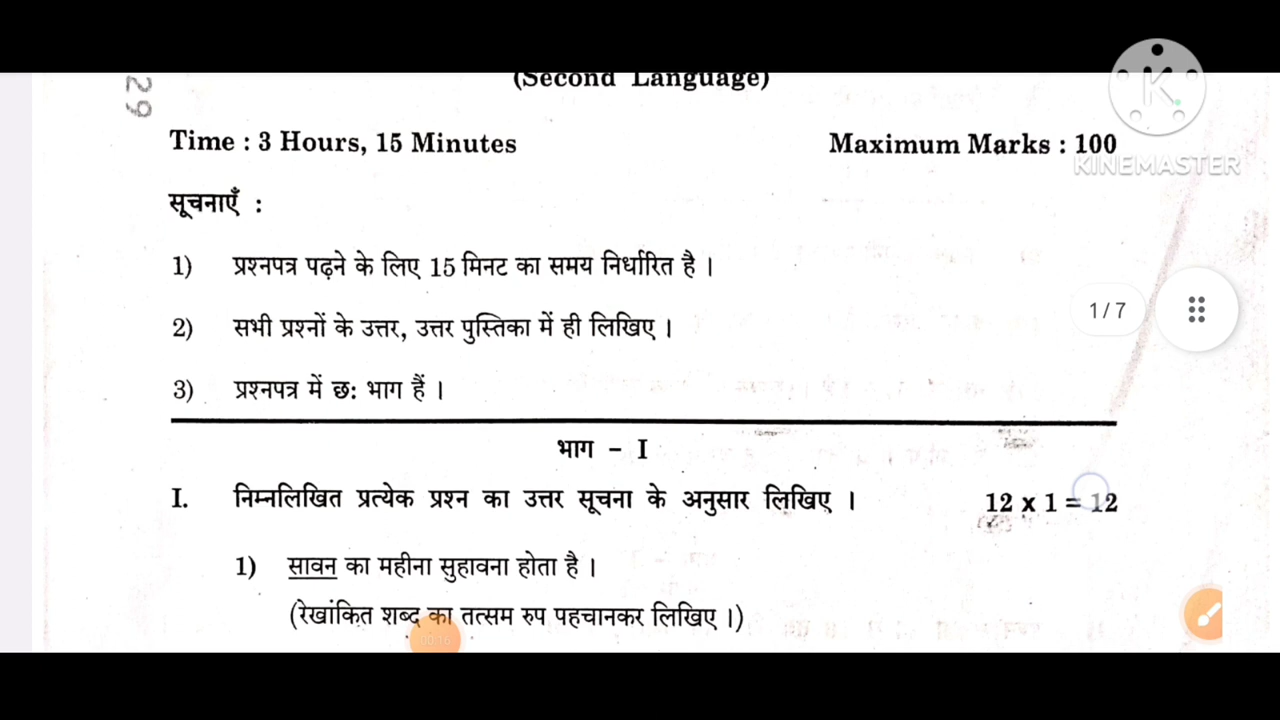 (Second Language)
29
Time : 3 Hours, 15 Minutes Maximum Marks : 100
KINEMASTER
सूचनाएँ :
1) प्रश्नपत्र पढ़ने के लिए 15 मिनट का समय निर्धारित है ।
1/7
2) सभी प्रश्नों के उत्तर, उत्तर पुस्तिका में ही लिखिए ।
3) प्रश्नपत्र में छ: भाग हैं ।
भाग – I
I. निम्नलिखित प्रत्येक प्रश्न का उत्तर सूचना के अनुसार लिखिए । 12 x 1 = 12
1) सावन का महीना सुहावना होता है ।
(रेखांकित शब्द का तत्सम रुप पहचानकर लिखिए ।)